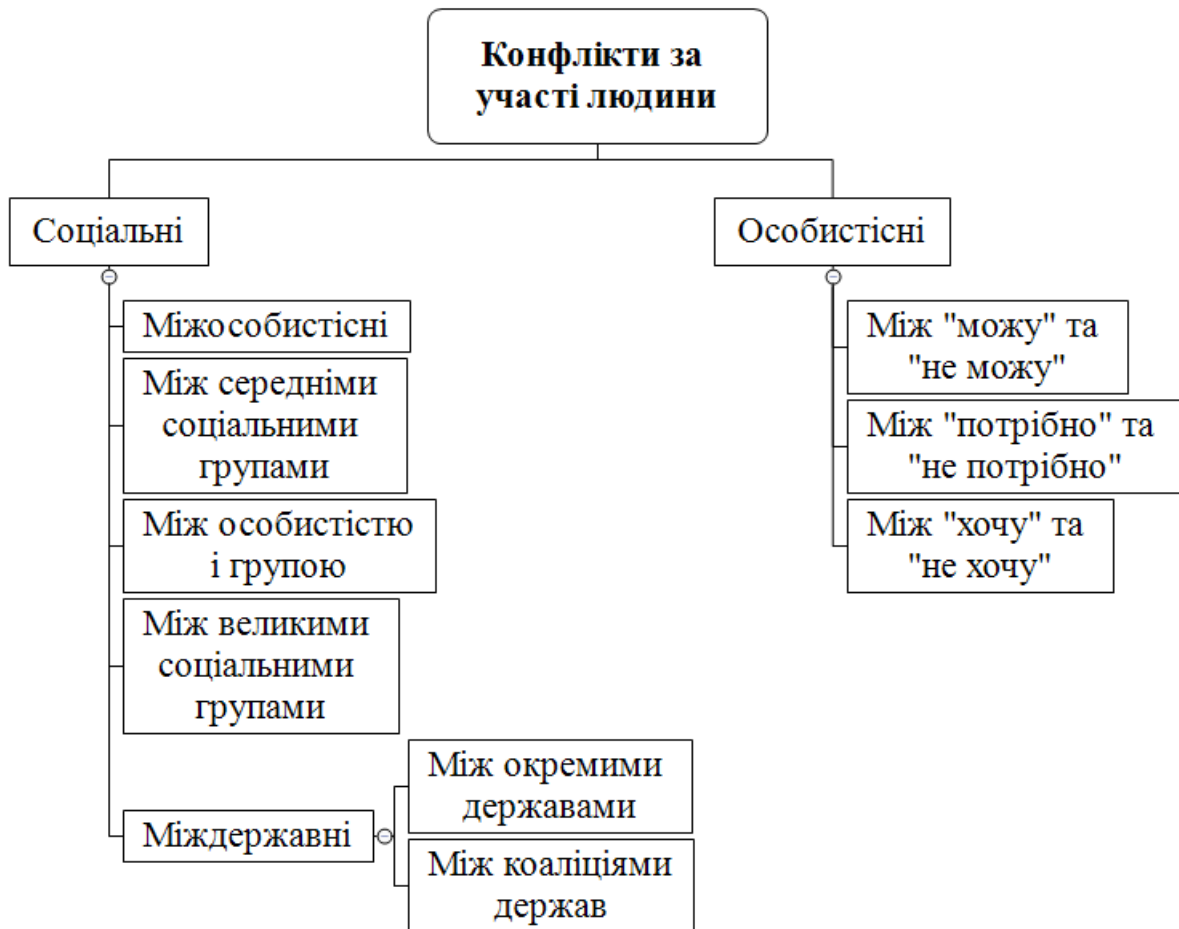 Конфлікти за
участі людини
Соціальні
Міжособистісні
Між середніми
соціальними
групами
Між особистістю
і групою
Між великими
соціальними
групами
Міждержавні
Між окремими
державами
Між коаліціями
держав
Особистісні
Між "можу" та
"не можу"
Між "потрібно" та
"не потрібно"
Між "хочу" та
"не хочу"